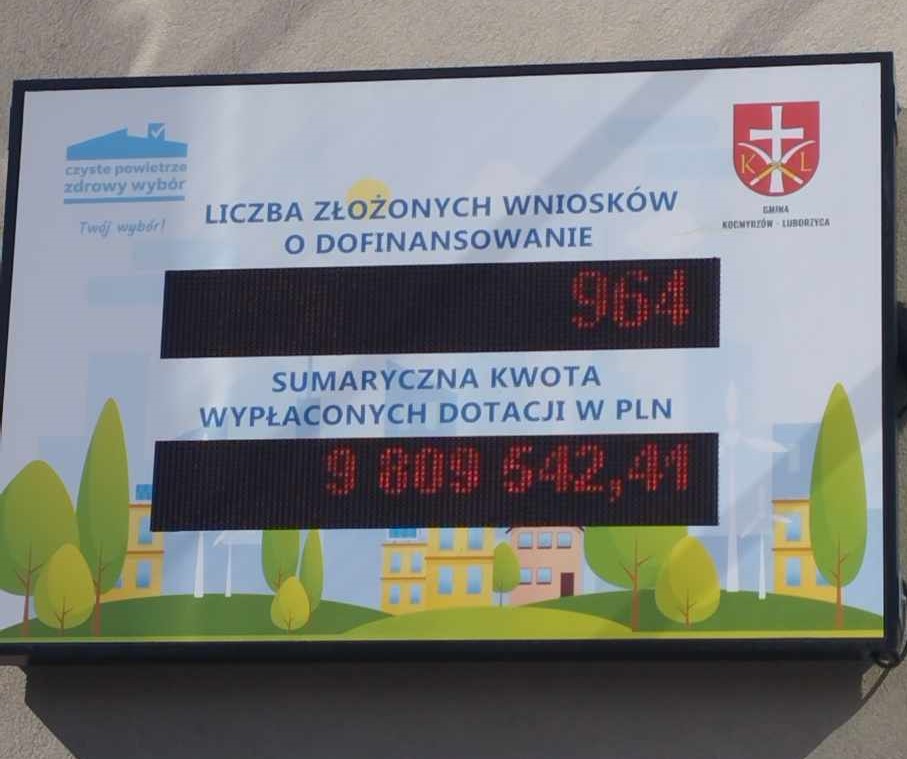 czyste powietrze
zdrowy wybór
Twój wybór!
K L
GMINA
KOCMYRZÓW - LUBORZYCA
LICZBA ZŁOŻONYCH WNIOSKÓW
O DOFINANSOWANIE
964
SUMARYCZNA KWOTA
WYPŁACONYCH DOTACJI W PLN
9 809 542,41